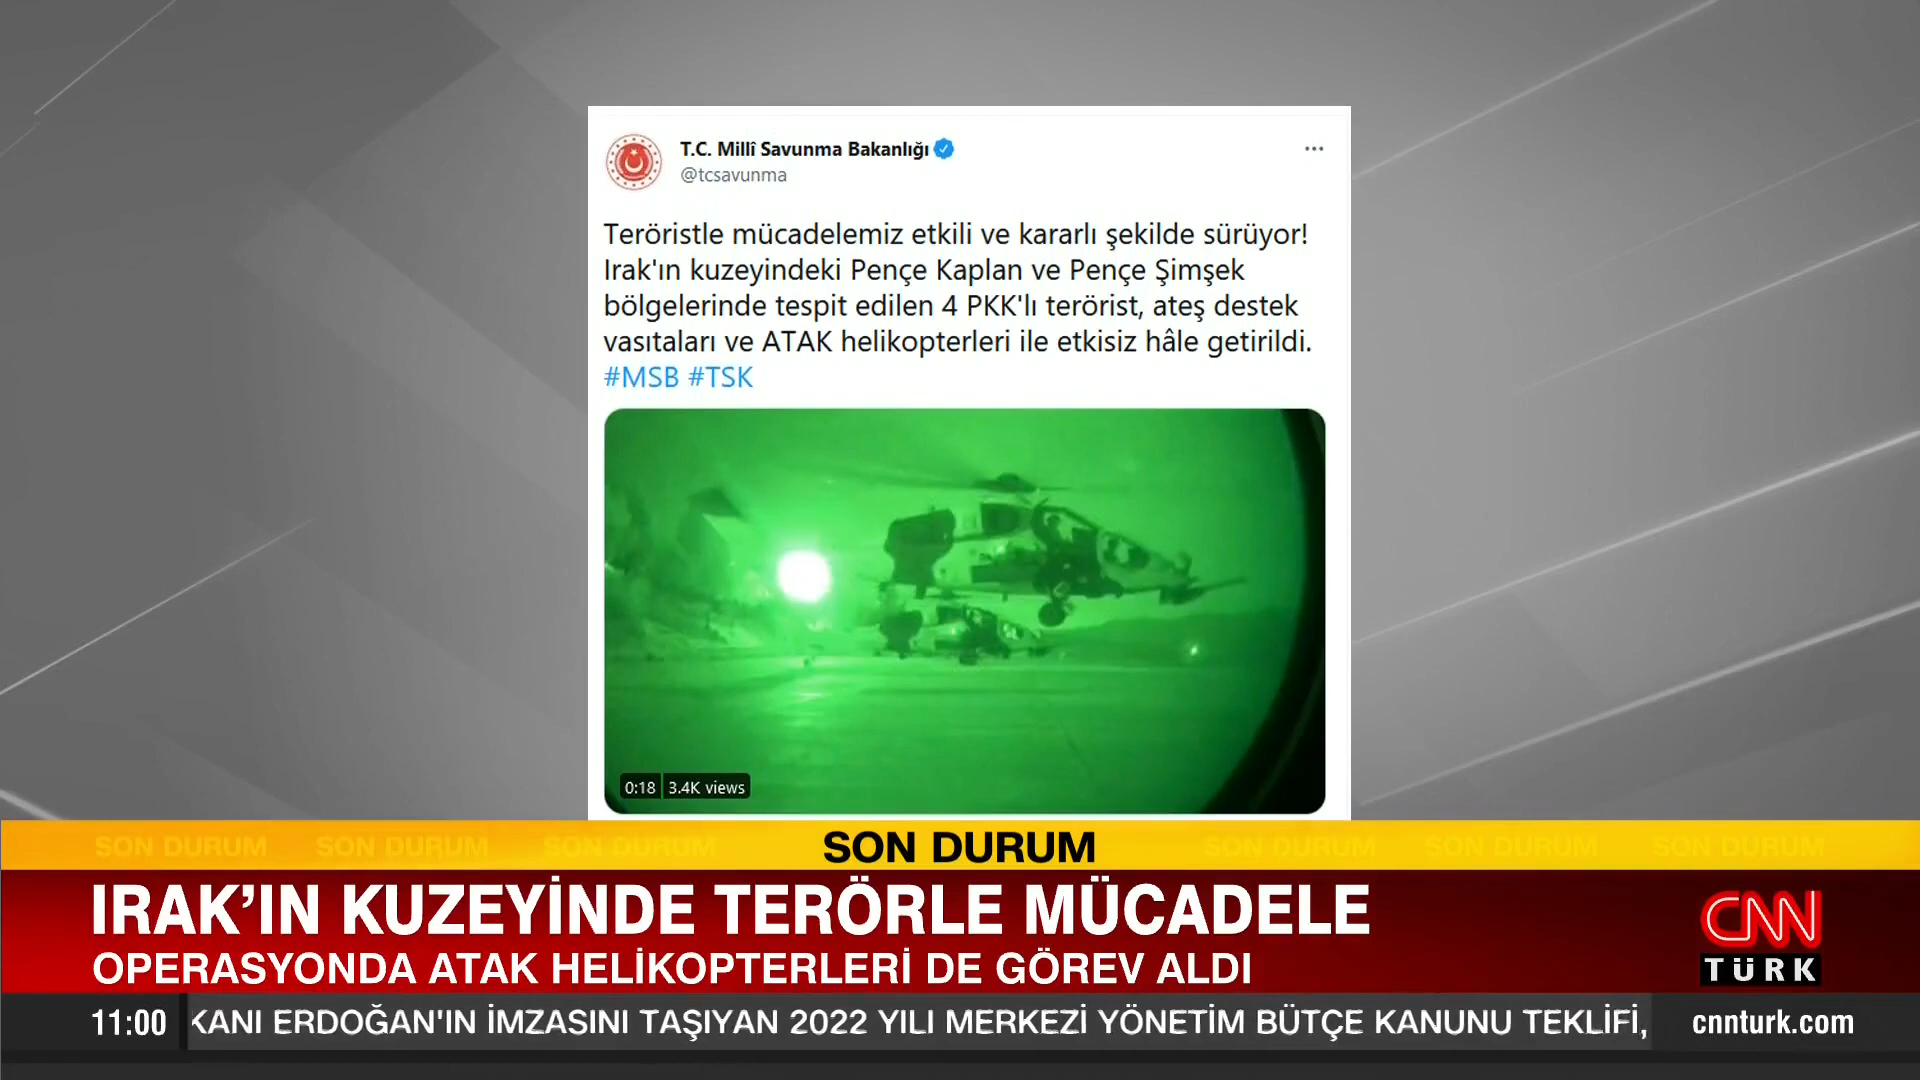 T.C. Millî Savunma Bakanlığı
@tcsavunma
Teröristle mücadelemiz etkili ve kararlı şekilde sürüyor!
Irak'ın kuzeyindeki Pençe Kaplan ve Pençe Şimşek
bölgelerinde tespit edilen 4 PKK'lı terörist, ateş destek
vasıtaları ve ATAK helikopterleri ile etkisiz hâle getirildi.
#MSB #TSK
0:18 3.4K views
SON DURUM SON DURUM SON DURUM SON DURUM SON DURUM SON DURUM SON DURUM
IRAK’IN KUZEYİNDE TERÖRLE MÜCADELE
OPERASYONDA ATAK HELİKOPTERLERİ DE GÖREV ALDI
CNN
TÜRK
11:00 KANI ERDOĞAN'IN İMZASINI TAŞIYAN 2022 YILI MERKEZİ YÖNETİM BÜTÇE KANUNU TEKLİFİ, cnnturk.com